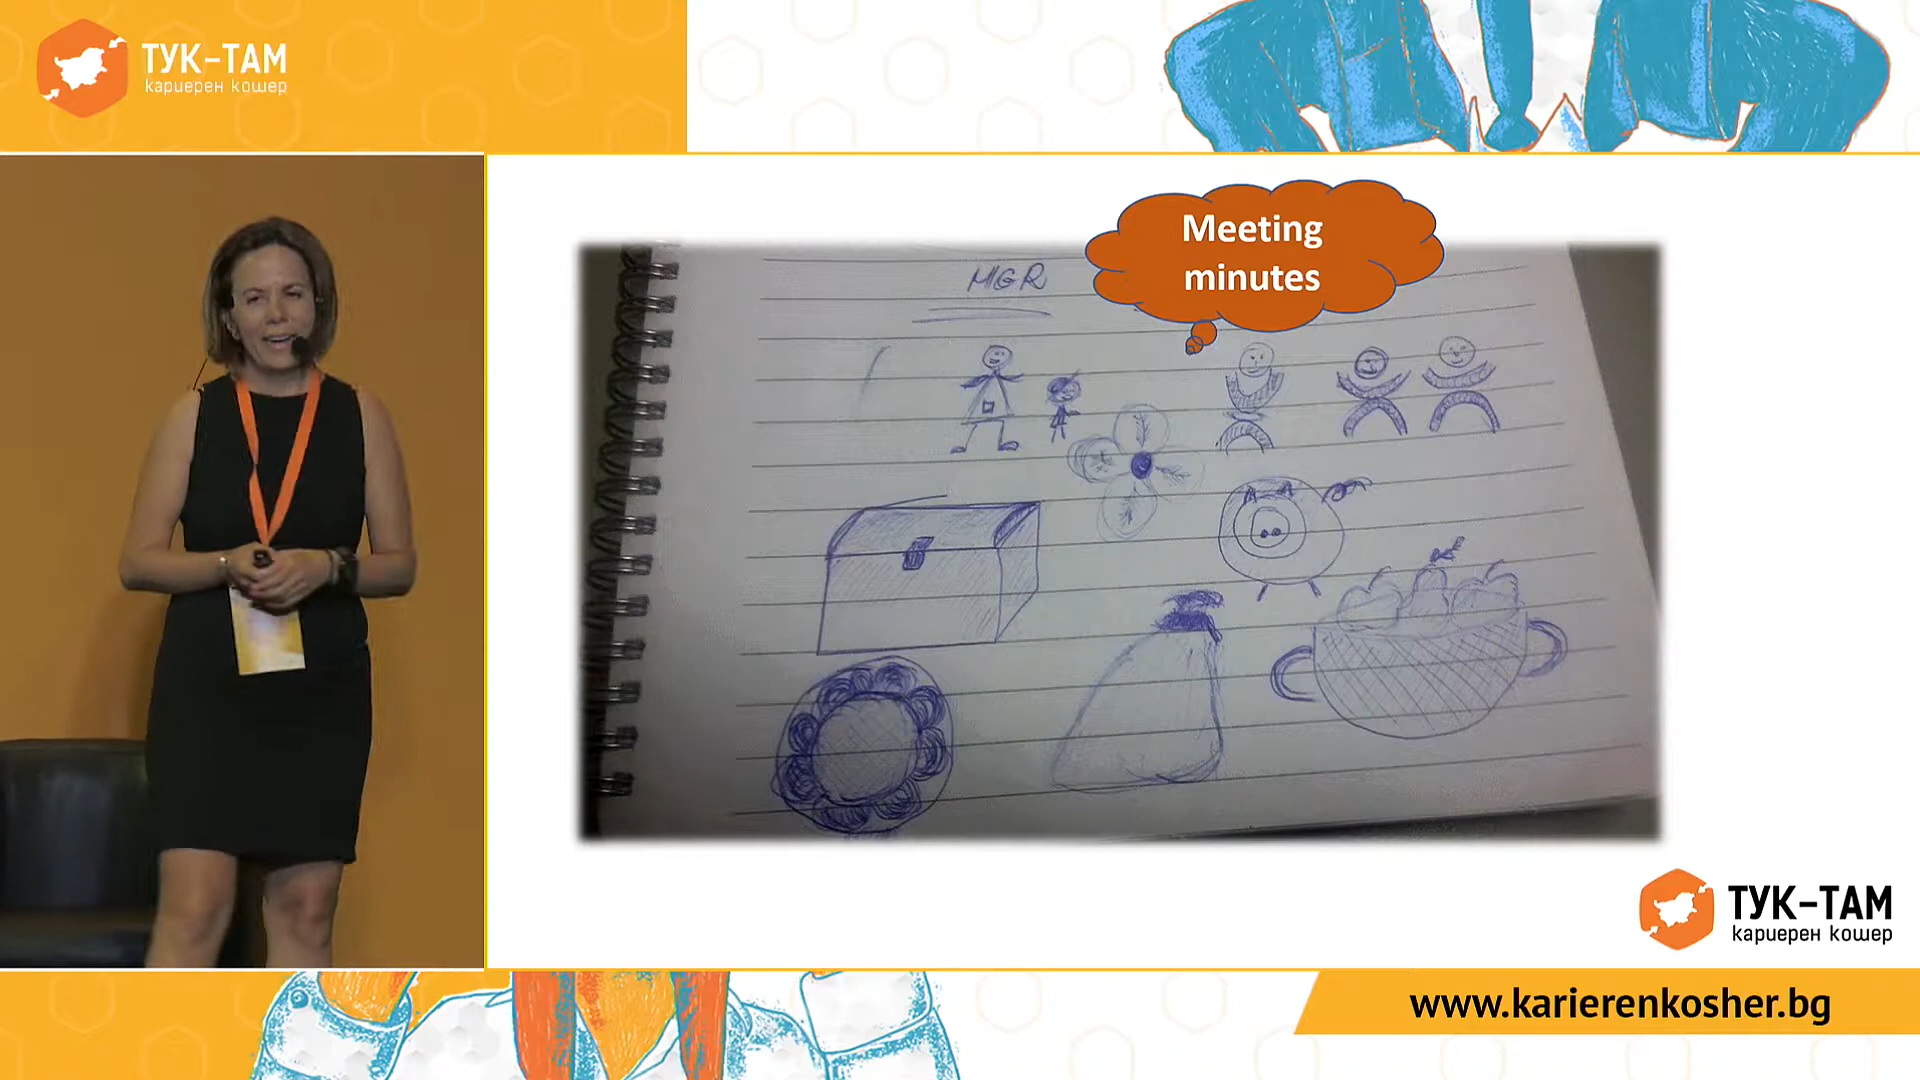 ТУК-ТАМ
кариерен кошер
Meeting
minutes
MGR
ТУК-ТАМ
кариерен кошер
www.karierenkosher.bg